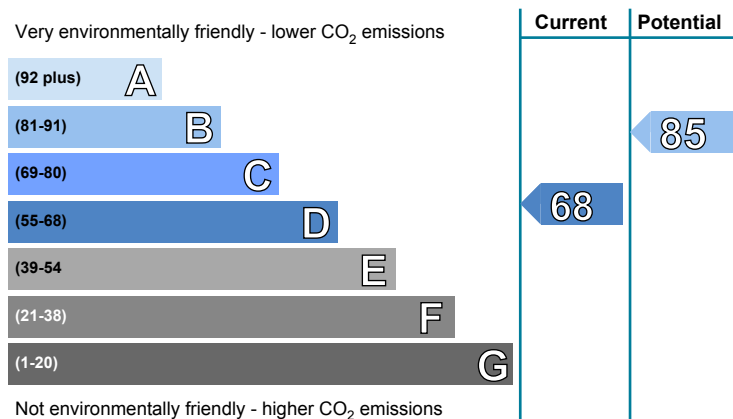 Current Potential
Very environmentally friendly - lower CO2 emissions
(92 plus) A
(81-91) B
85
(69-80) C
(55-68) D
68
(39-54 E
(21-38) F
(1-20) G
Not environmentally friendly - higher CO2 emissions